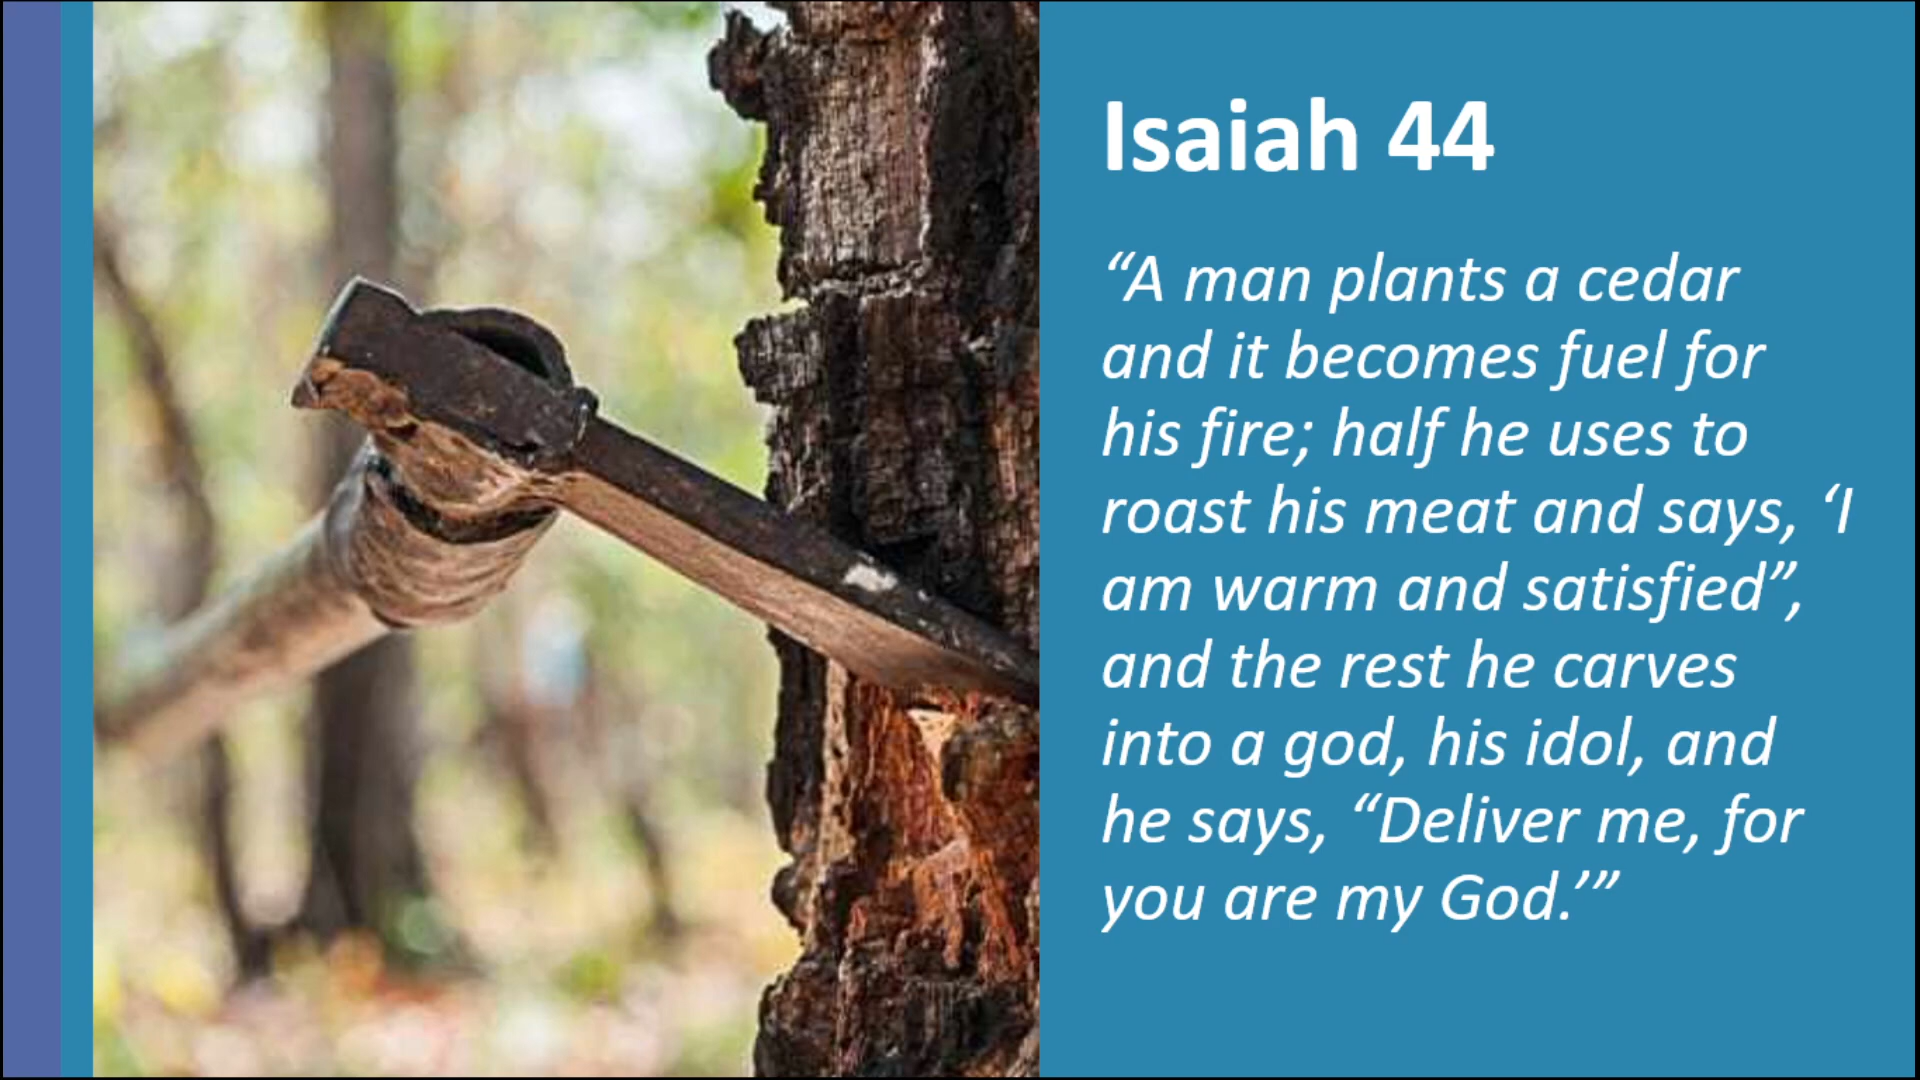 Isaiah 44
“A man plants a cedar
and it becomes fuel for
his fire; half he uses to
roast his meat and says, ‘I
am warm and satisfied”,
and the rest he carves
into a god, his idol, and
he says, “Deliver me, for
you are my God.’”